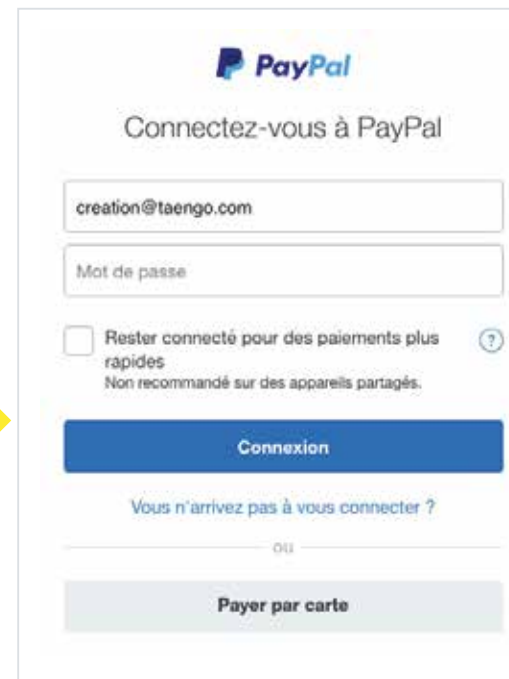 PayPal
Connectez-vous à PayPal
creation@taengo.com
Mot de passe
Rester connecté pour des paiements plus
rapides
Non recommandé sur des appareils partagés.
Connexion
Vous n'arrivez pas à vous connecter ?
ou
Payer par carte